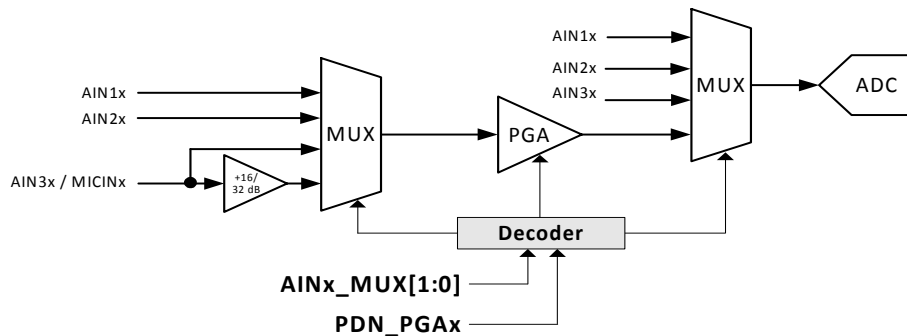 AIN1x
AIN2x
AIN3x
MUX
ADC
AIN1x
AIN2x
MUX
PGA
AIN3x / MICINx
+16/
32 dB
Decoder
AINx_MUX[1:0]
PDN_PGAx